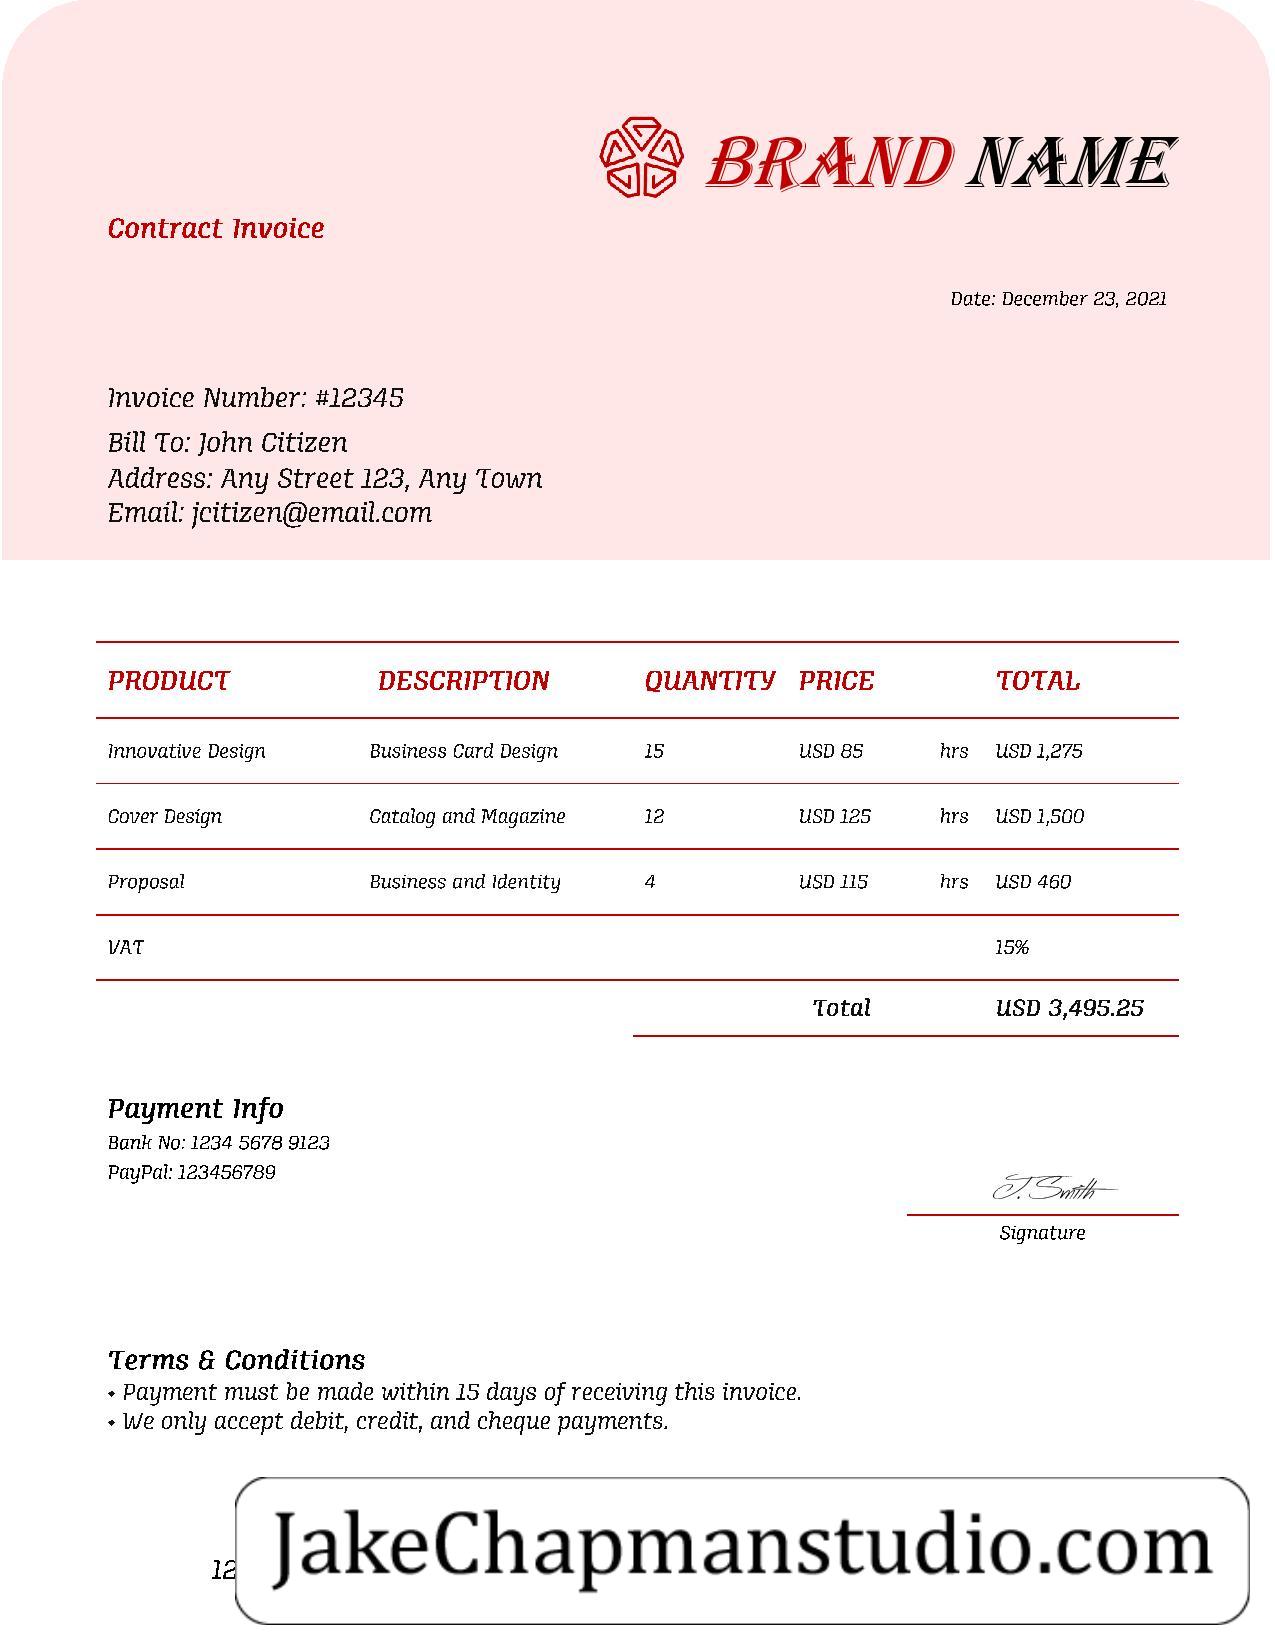 BRAND NAME
Contract Invoice
Date: December 23, 2021
Invoice Number: #12345
Bill To: John Citizen
Address: Any Street 123, Any Town
Email: jcitizen@email.com
PRODUCT DESCRIPTION QUANTITY PRICE TOTAL
Innovative Design Business Card Design 15 USD 85 hrs USD 1,275
Cover Design Catalog and Magazine 12 USD 125 hrs USD 1,500
Proposal Business and Identity 4 USD 115 hrs USD 460
VAT 15%
Total USD 3,495.25
Payment Info
Bank No: 1234 5678 9123
PayPal: 123456789
J. Smith
Signature
Terms & Conditions
• Payment must be made within 15 days of receiving this invoice.
• We only accept debit, credit, and cheque payments.
JakeChapmanstudio.com